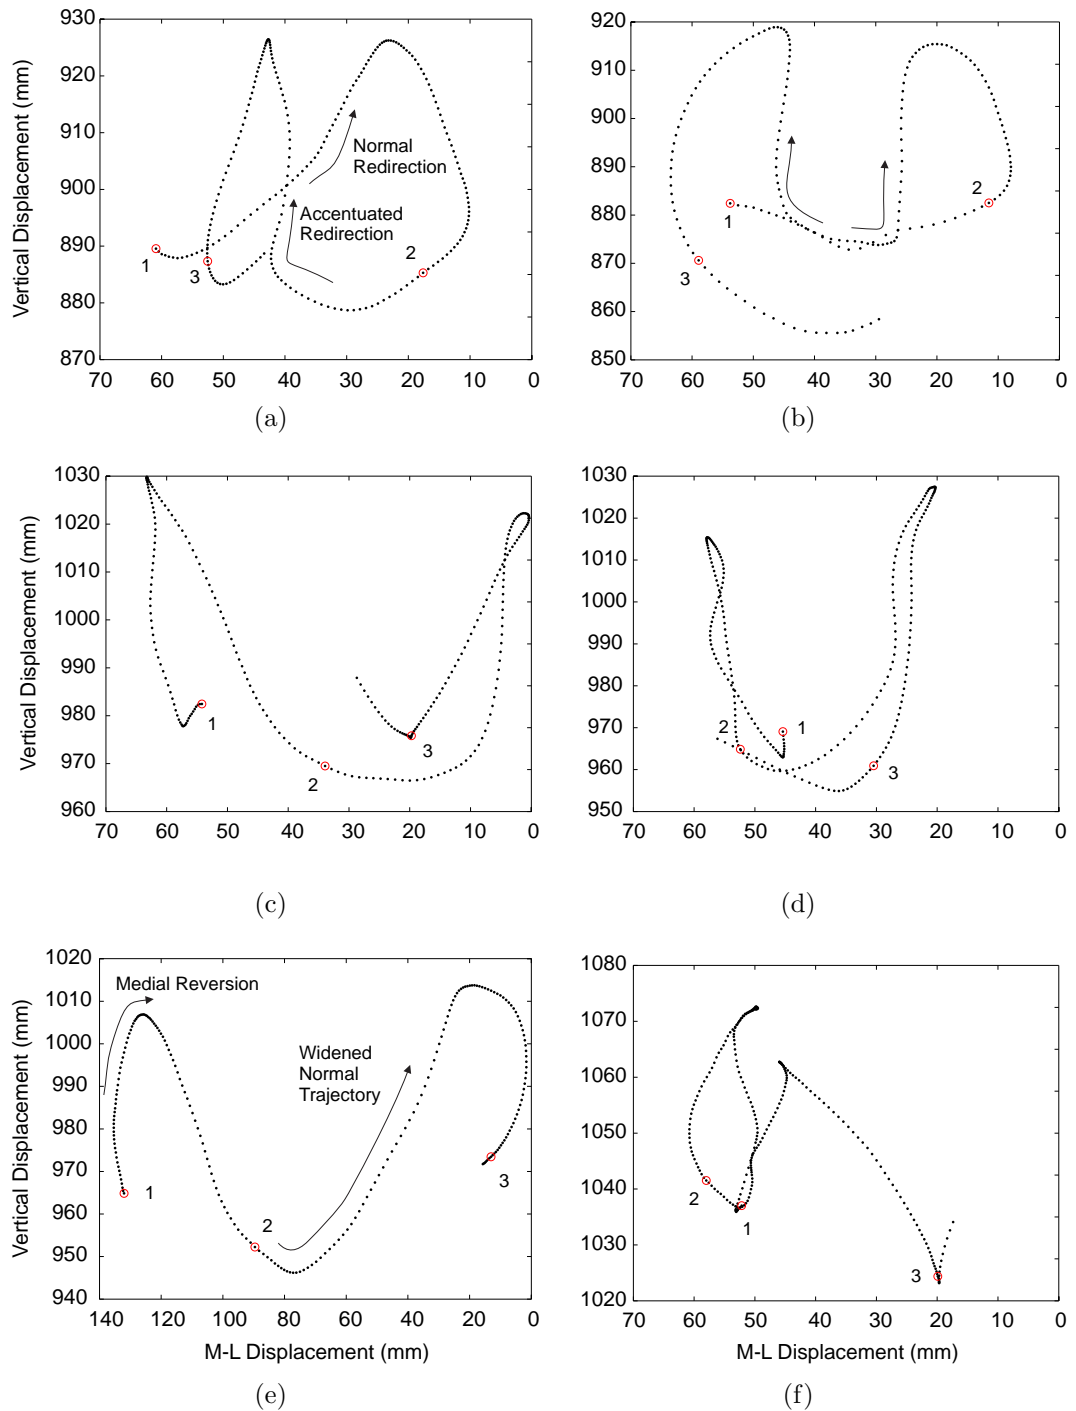 930
920
910
900
890
880
870
Vertical Displacement (mm)
Normal
Redirection
Accentuated
Redirection
1
3
2
70 60 50 40 30 20 10 0
(a)
920
910
900
890
880
870
860
850
1
2
3
70 60 50 40 30 20 10 0
(b)
1030
1020
1010
1000
990
980
970
960
Vertical Displacement (mm)
1
2
3
70 60 50 40 30 20 10 0
(c)
1030
1020
1010
1000
990
980
970
960
950
2
1
3
70 60 50 40 30 20 10 0
(d)
1020
1010
1000
990
980
970
960
950
940
Vertical Displacement (mm)
Medial Reversion
Widened
Normal
Trajectory
1
2
3
140 120 100 80 60 40 20 0
M-L Displacement (mm)
(e)
1080
1070
1060
1050
1040
1030
1020
2
1
3
70 60 50 40 30 20 10 0
M-L Displacement (mm)
(f)